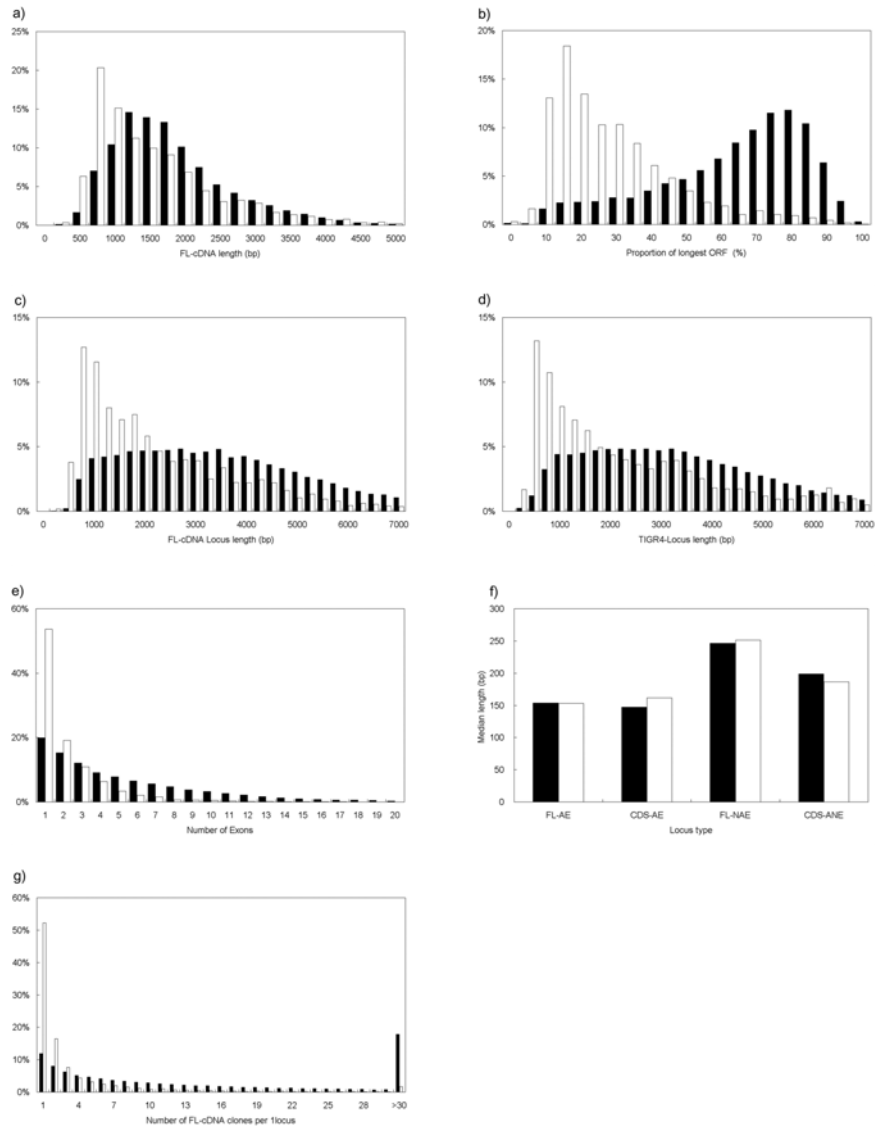 a)
25%
20%
15%
10%
5%
0%
0 500 1000 1500 2000 2500 3000 3500 4000 4500 5000
FL-cDNA length (bp)
b)
20%
15%
10%
5%
0%
0 10 20 30 40 50 60 70 80 90 100
Proportion of longest ORF (%)
c)
15%
10%
5%
0%
0 1000 2000 3000 4000 5000 6000 7000
FL-cDNA Locus length (bp)
d)
15%
10%
5%
0%
0 1000 2000 3000 4000 5000 6000 7000
TIGR4-Locus length (bp)
e)
60%
40%
20%
0%
1 2 3 4 5 6 7 8 9 10 11 12 13 14 15 16 17 18 19 20
Number of Exons
f)
300
250
200
150
100
50
0
Median length (bp)
FL-AE CDS-AE FL-NAE CDS-ANE
Locus type
g)
60%
50%
40%
30%
20%
10%
0%
1 4 7 10 13 16 19 22 25 28 >30
Number of FL-cDNA clones per 1locus